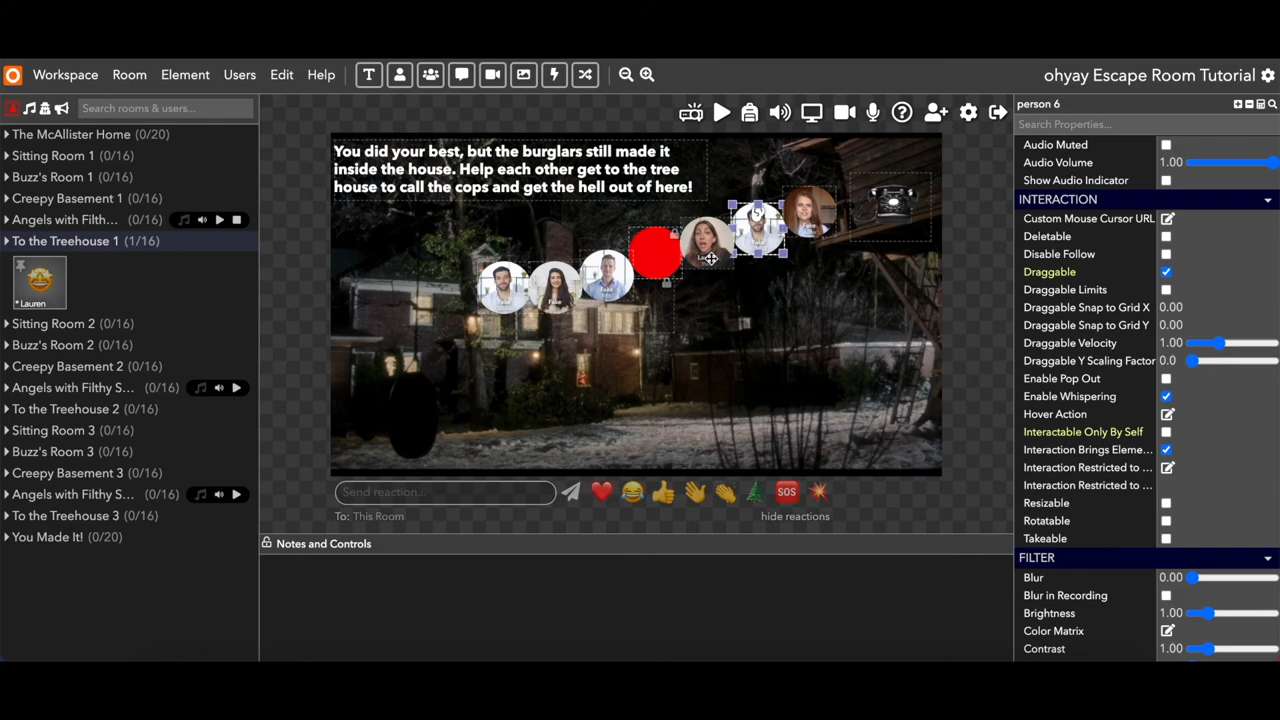 Workspace Room Element Users Edit Help
ohyay Escape Room Tutorial
Search rooms & users...
The McAllister Home (0/20)
Sitting Room 1 (0/16)
Buzz's Room 1 (0/16)
Creepy Basement 1 (0/16)
Angels with Filth... (0/16)
To the Treehouse 1 (1/16)
* Lauren
Sitting Room 2 (0/16)
Buzz's Room 2 (0/16)
Creepy Basement 2 (0/16)
Angels with Filthy S... (0/16)
To the Treehouse 2 (0/16)
Sitting Room 3 (0/16)
Buzz's Room 3 (0/16)
Creepy Basement 3 (0/16)
Angels with Filthy S... (0/16)
To the Treehouse 3 (0/16)
You Made It! (0/20)
You did your best, but the burglars still made it
inside the house. Help each other get to the tree
house to call the cops and get the hell out of here!
Fake
Fake
Fake
Fake
Fake
Send reaction...
SOS
To: This Room
hide reactions
Notes and Controls
person 6
Search Properties...
Audio Muted
Audio Volume 1.00
Show Audio Indicator
INTERACTION
Custom Mouse Cursor URL
Deletable
Disable Follow
Draggable
Draggable Limits
Draggable Snap to Grid X 0.00
Draggable Snap to Grid Y 0.00
Draggable Velocity 1.00
Draggable Y Scaling Factor 0.0
Enable Pop Out
Enable Whispering
Hover Action
Interactable Only By Self
Interaction Brings Eleme...
Interaction Restricted to ...
Interaction Restricted to ...
Resizable
Rotatable
Takeable
FILTER
Blur 0.00
Blur in Recording
Brightness 1.00
Color Matrix
Contrast 1.00